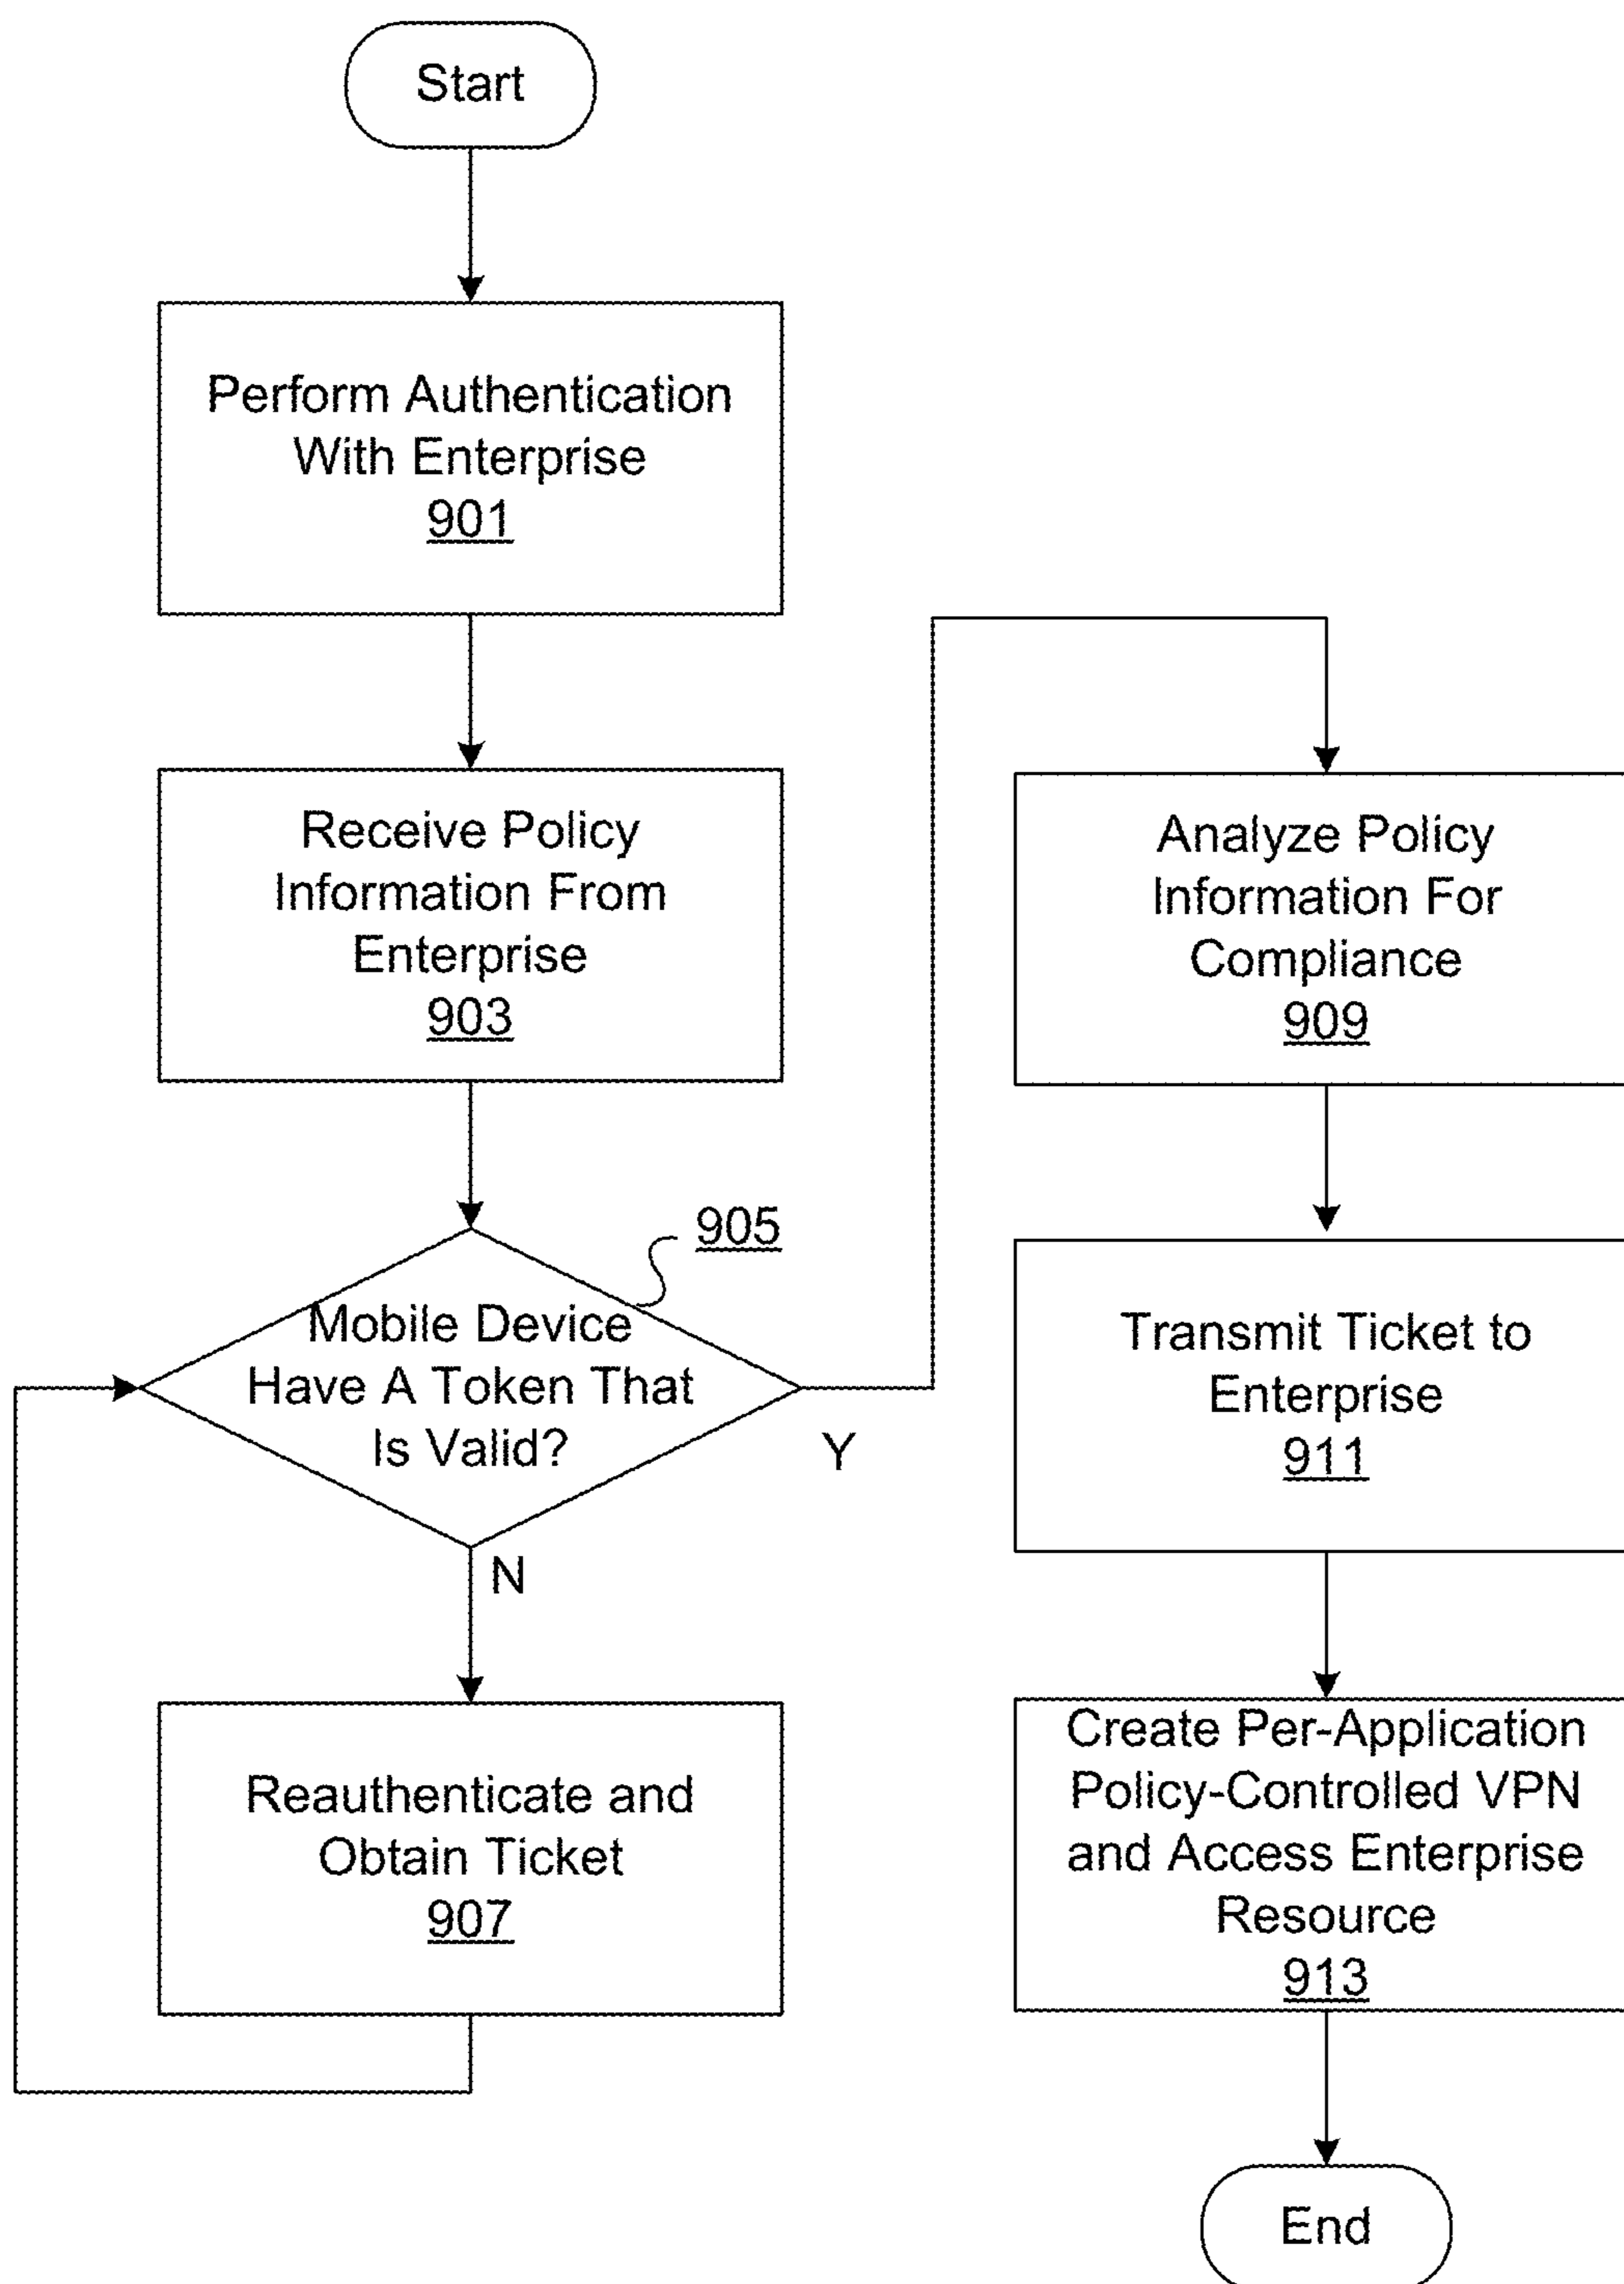 Start
Perform Authentication
With Enterprise
901
Receive Policy
Information From
Enterprise
903
905
Mobile Device
Have A Token That
Is Valid?
Y
N
Reauthenticate and
Obtain Ticket
907
Analyze Policy
Information For
Compliance
909
Transmit Ticket to
Enterprise
911
Create Per-Application
Policy-Controlled VPN
and Access Enterprise
Resource
913
End